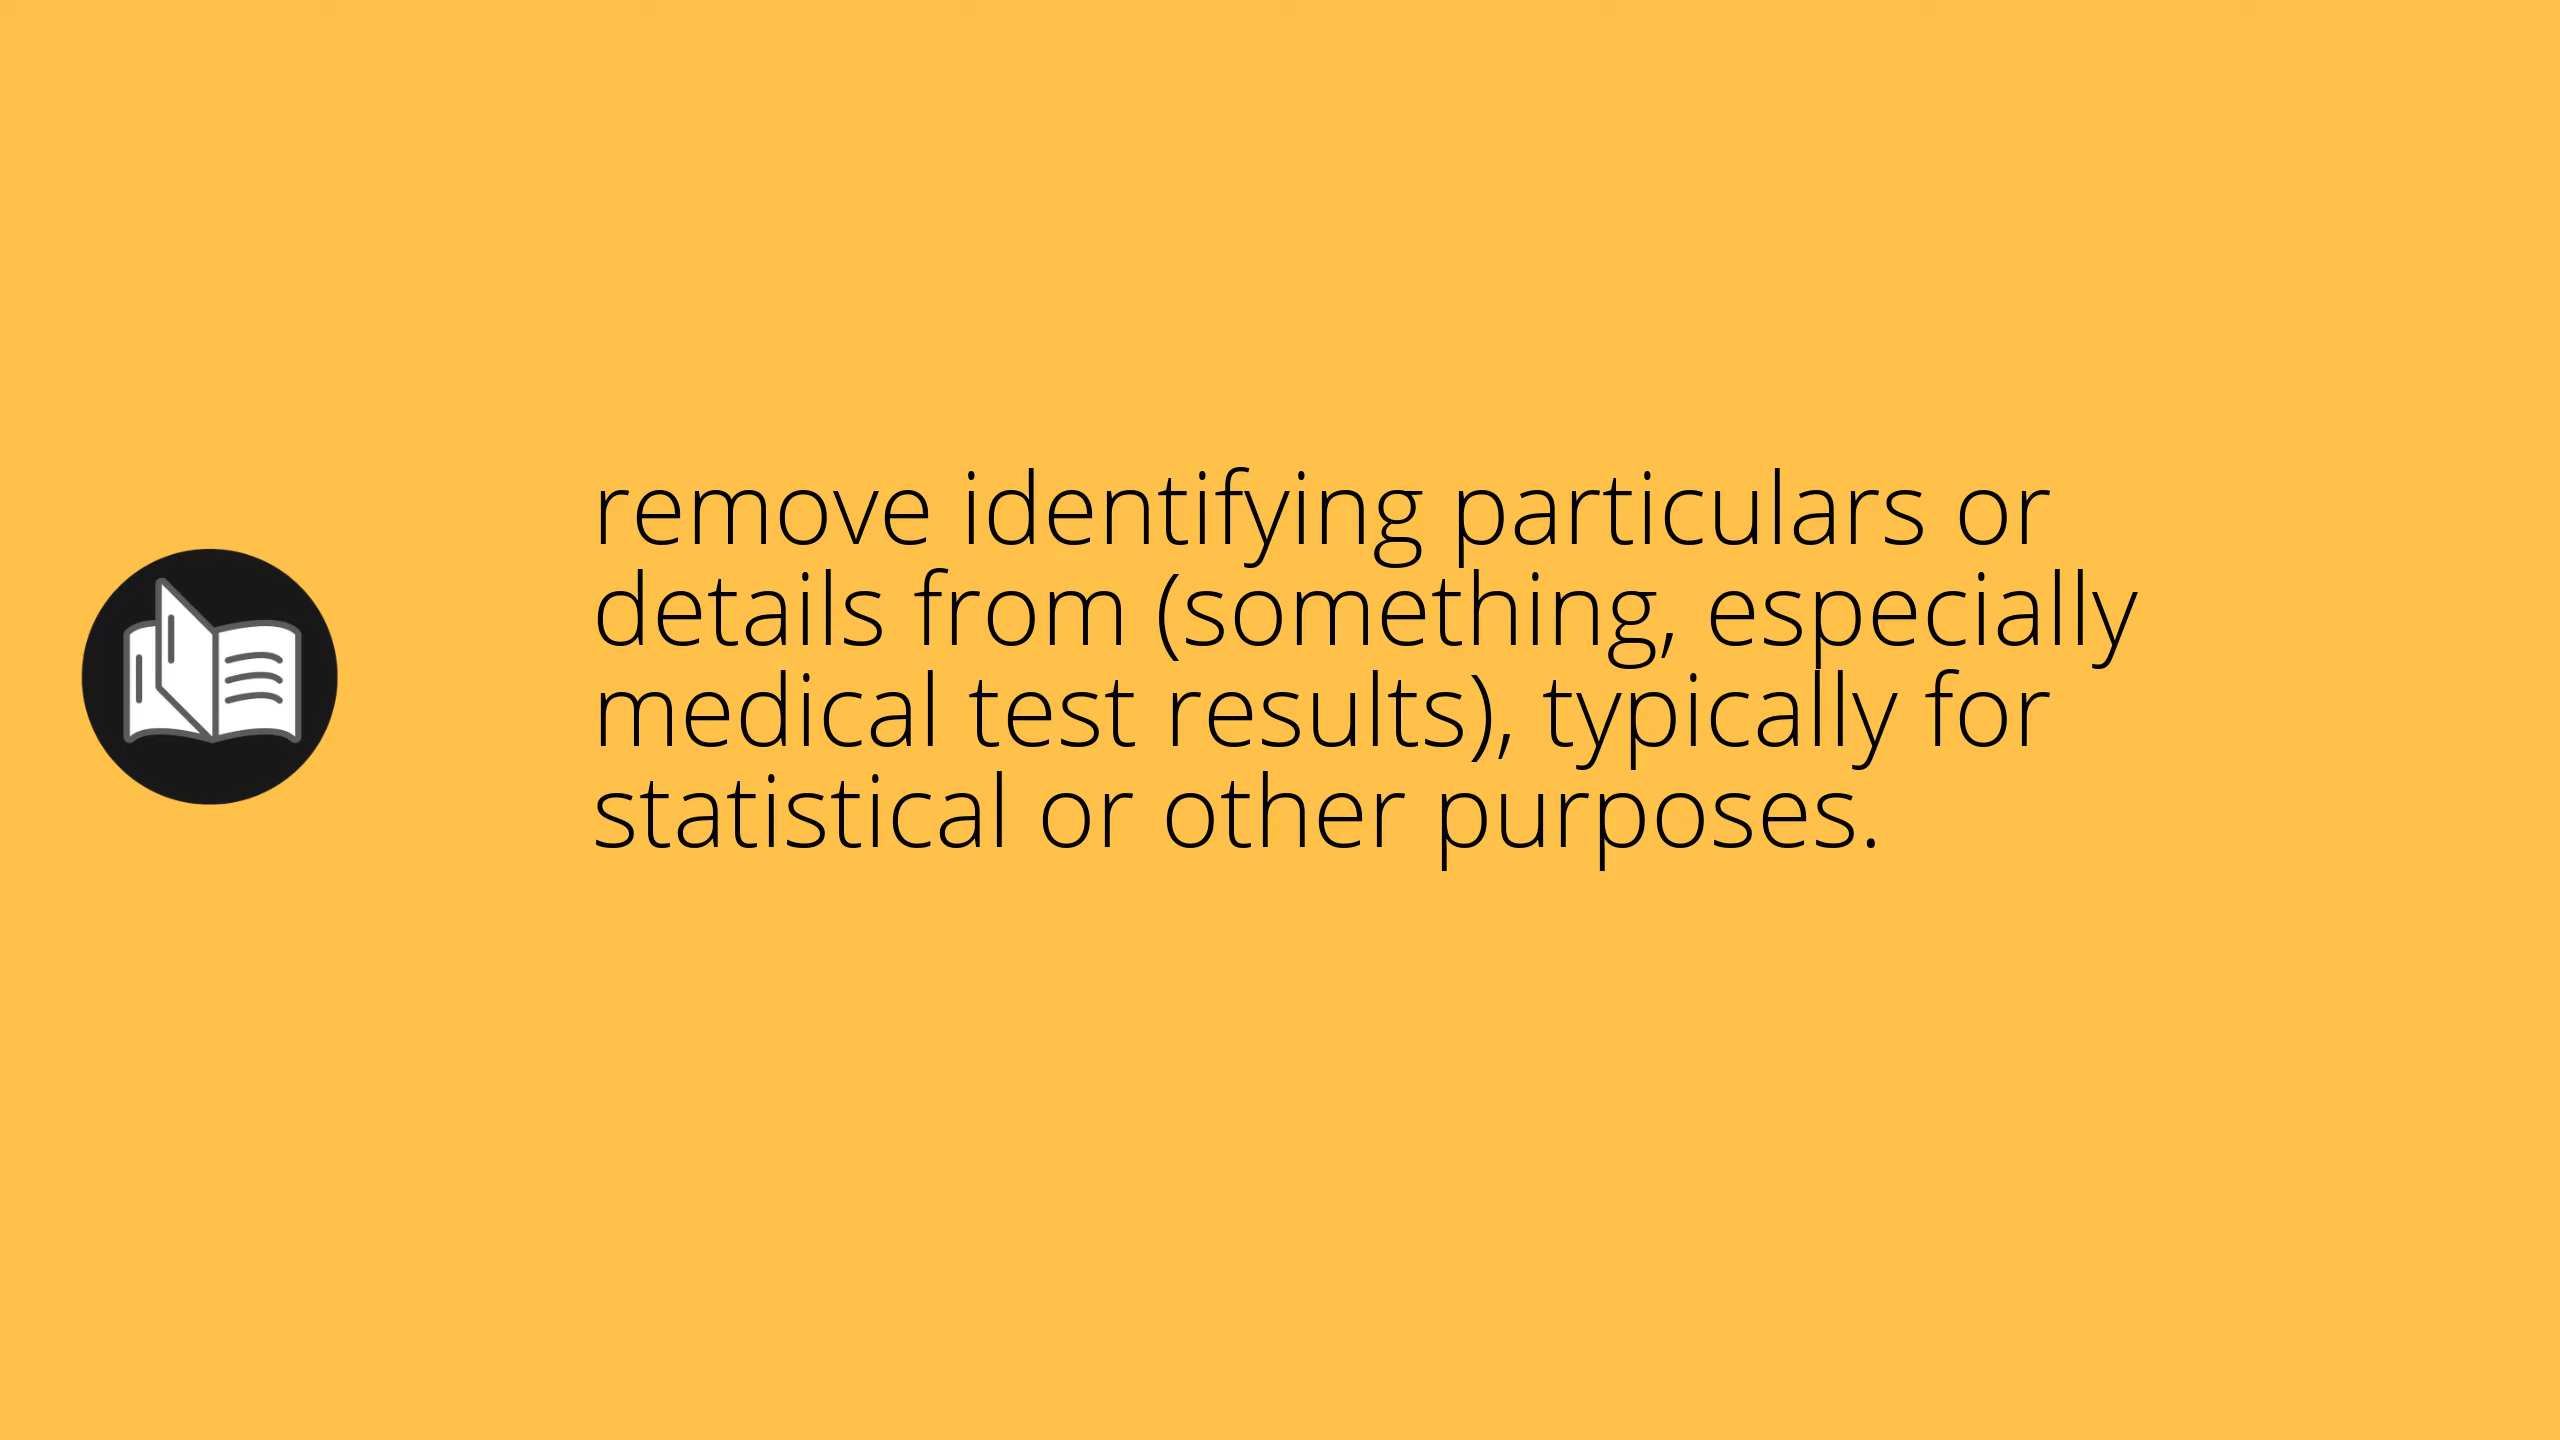 remove identifying particulars or
details from (something, especially
medical test results), typically for
statistical or other purposes.